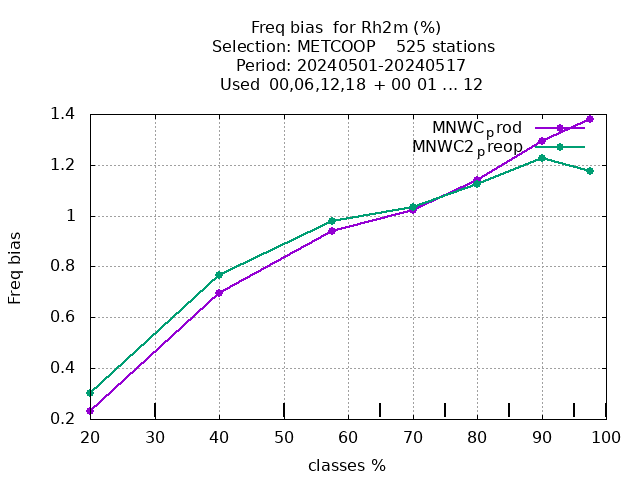 Freq bias  for Rh2m (%)
Selection: METCOOP    525 stations
Period: 20240501-20240517
Used  00,06,12,18 + 00 01 ... 12
MNWC_prod
MNWC2_preop
1.4
1.2
1
0.8
0.6
0.4
0.2
Freq bias
20 30 40 50 60 70 80 90 100
classes %